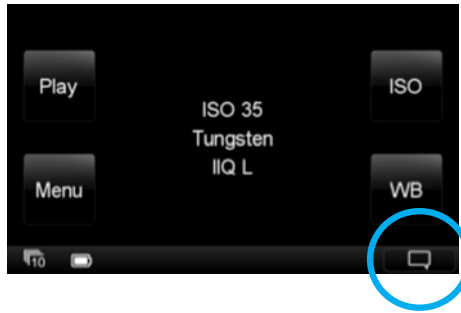 Play
ISO
ISO 35
Tungsten
IIQ L
Menu
WB
10